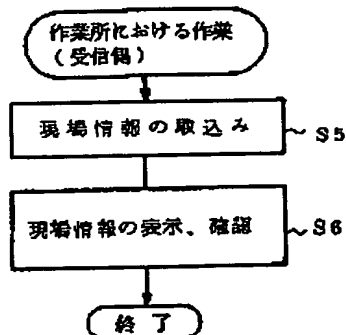 作業所における作業
(受信側)
現場情報の取込み
~S5
現場情報の表示、確認
~S6
終了